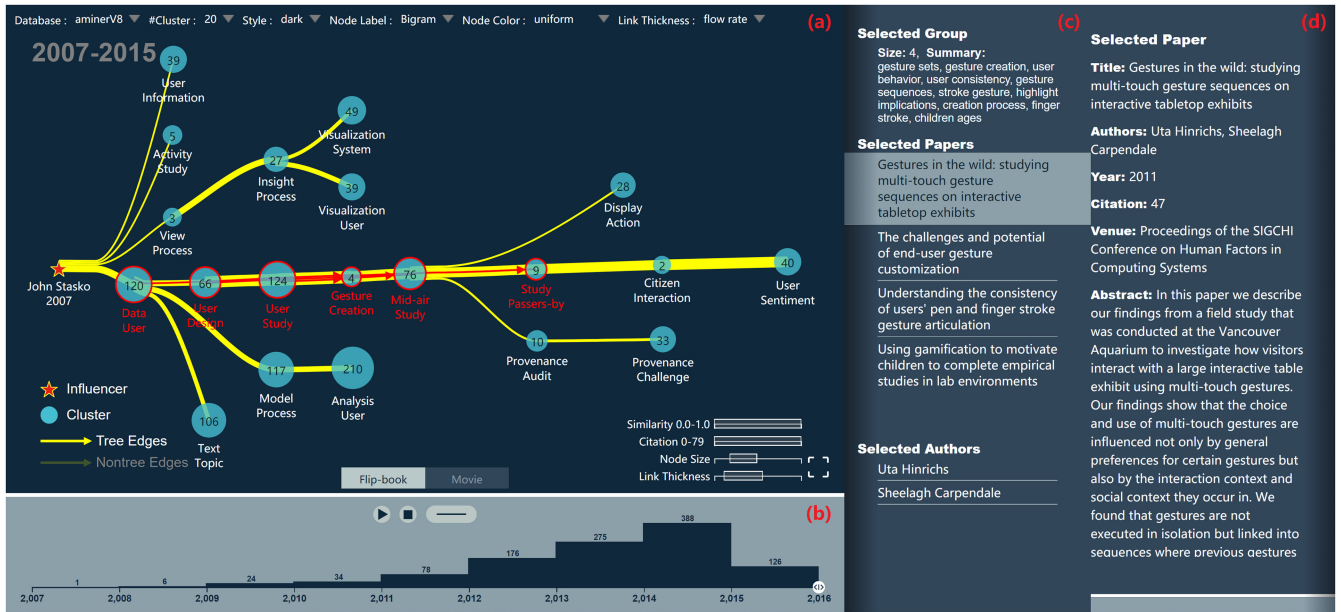 Database : aminerV8 #Cluster : 20 Style : dark Node Label : Bigram Node Color : uniform Link Thickness : flow rate
(a)
2007-2015
39
User
Information
5
Activity
Study
3
View
Process
27
Insight
Process
49
Visualization
System
39
Visualization
User
John Stasko
2007
120
Data
User
66
User
Design
124
User
Study
4
Gesture
Creation
76
Mid-air
Study
9
Study
Passers-by
2
Citizen
Interaction
40
User
Sentiment
28
Display
Action
10
Provenance
Audit
33
Provenance
Challenge
117
Model
Process
210
Analysis
User
106
Text
Topic
Influencer
Cluster
Tree Edges
Nontree Edges
Similarity 0.0-1.0
Citation 0-79
Node Size
Link Thickness
Flip-book
Movie
(b)
1
6
24
34
78
176
275
388
126
2,007 2,008 2,009 2,010 2,011 2,012 2,013 2,014 2,015 2,016
(c)
Selected Group
Size: 4, Summary:
gesture sets, gesture creation, user
behavior, user consistency, gesture
sequences, stroke gesture, highlight
implications, creation process, finger
stroke, children ages
Selected Papers
Gestures in the wild: studying
multi-touch gesture
sequences on interactive
tabletop exhibits
The challenges and potential
of end-user gesture
customization
Understanding the consistency
of users' pen and finger stroke
gesture articulation
Using gamification to motivate
children to complete empirical
studies in lab environments
Selected Authors
Uta Hinrichs
Sheelagh Carpendale
(d)
Selected Paper
Title: Gestures in the wild: studying
multi-touch gesture sequences on
interactive tabletop exhibits
Authors: Uta Hinrichs, Sheelagh
Carpendale
Year: 2011
Citation: 47
Venue: Proceedings of the SIGCHI
Conference on Human Factors in
Computing Systems
Abstract: In this paper we describe
our findings from a field study that
was conducted at the Vancouver
Aquarium to investigate how visitors
interact with a large interactive table
exhibit using multi-touch gestures.
Our findings show that the choice
and use of multi-touch gestures are
influenced not only by general
preferences for certain gestures but
also by the interaction context and
social context they occur in. We
found that gestures are not
executed in isolation but linked into
sequences where previous gestures